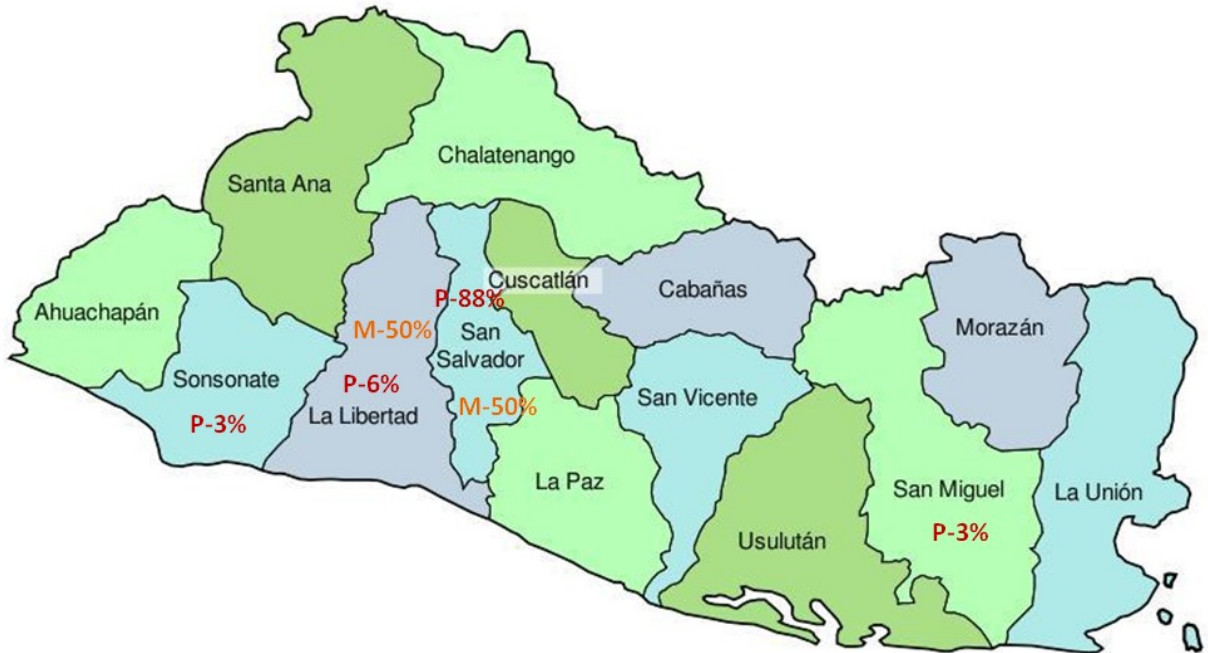 Chalatenango
Santa Ana
Cuscatlán
Cabañas
P-88%
Ahuachapán
M-50%
San
Salvador
Morazán
Sonsonate
P-6%
San Vicente
M-50%
La Libertad
P-3%
La Paz
San Miguel
La Unión
P-3%
Usulután